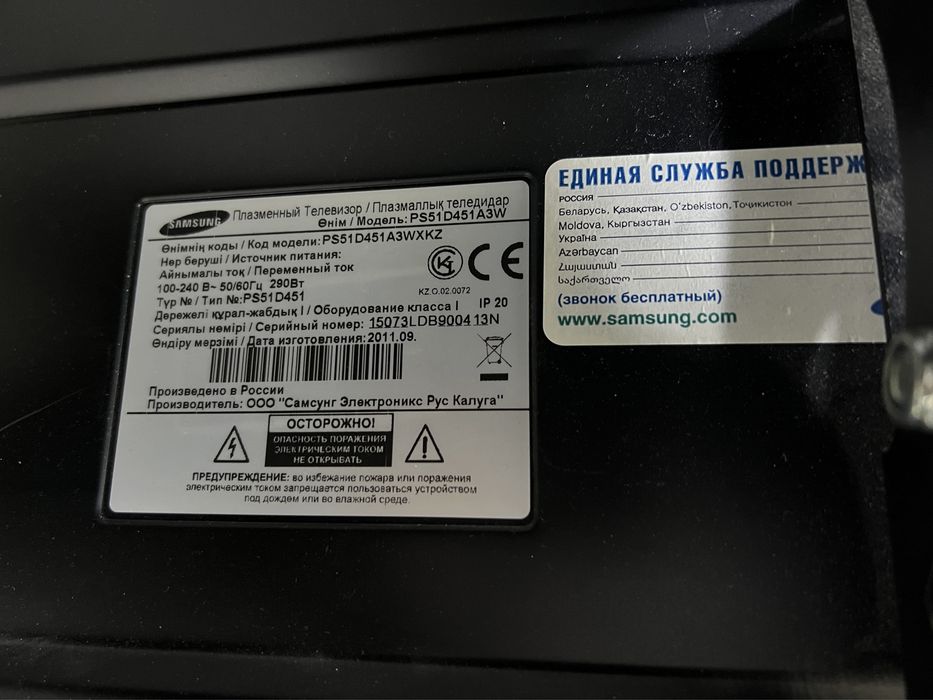 SAMSUNG Плазменный Телевизор / Плазмаллық теледидар
Өнім / Модель: PS51D451A3W
Өнімнің коды / Код модели: PS51D451A3WXKZ
Нәр беруші / Источник питания:
Айнымалы ток / Переменный ток
100-240 В~ 50/60Гц 290Вт
KZ.O.02.0072
Түр № / Тип №: PS51D451
Дәрежелі құрал-жабдық I / Оборудование класса I IP 20
Сериялы нөмірі / Серийный номер: 15073LDB900413N
Өндіру мерзімі / Дата изготовления: 2011.09.
Произведено в России
Производитель: ООО "Самсунг Электроникс Рус Калуга"
ОСТОРОЖНО!
ОПАСНОСТЬ ПОРАЖЕНИЯ
ЭЛЕКТРИЧЕСКИМ ТОКОМ
НЕ ОТКРЫВАТЬ
ПРЕДУПРЕЖДЕНИЕ: во избежание пожара или поражения
электрическим током запрещается пользоваться устройством
под дождем или во влажной среде.
ЕДИНАЯ СЛУЖБА ПОДДЕРЖ
РОССИЯ
Беларусь, Қазақстан, O'zbekiston, Тоҷикистон
Moldova, Кыргызстан
Україна
Azərbaycan
Հայաստան
საქართველო
(звонок бесплатный)
www.samsung.com